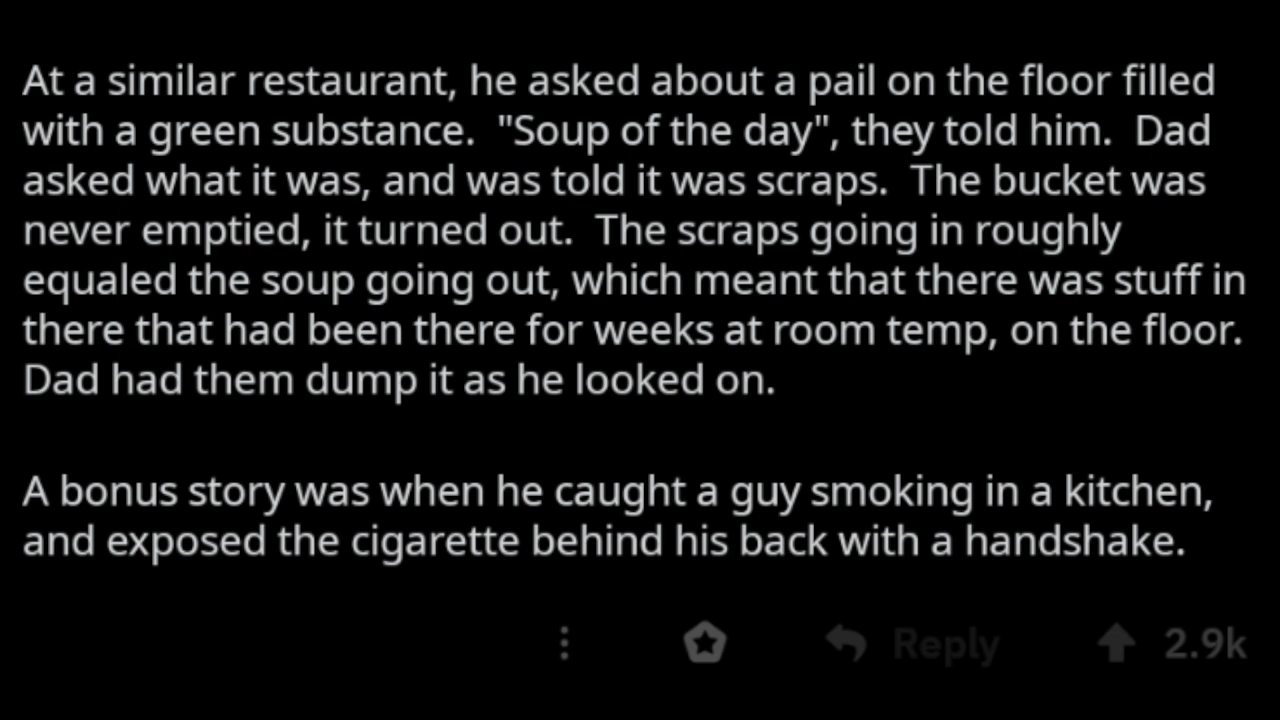 At a similar restaurant, he asked about a pail on the floor filled
with a green substance.  "Soup of the day", they told him.  Dad
asked what it was, and was told it was scraps.  The bucket was
never emptied, it turned out.  The scraps going in roughly
equaled the soup going out, which meant that there was stuff in
there that had been there for weeks at room temp, on the floor.
Dad had them dump it as he looked on.
A bonus story was when he caught a guy smoking in a kitchen,
and exposed the cigarette behind his back with a handshake.
Reply 2.9k